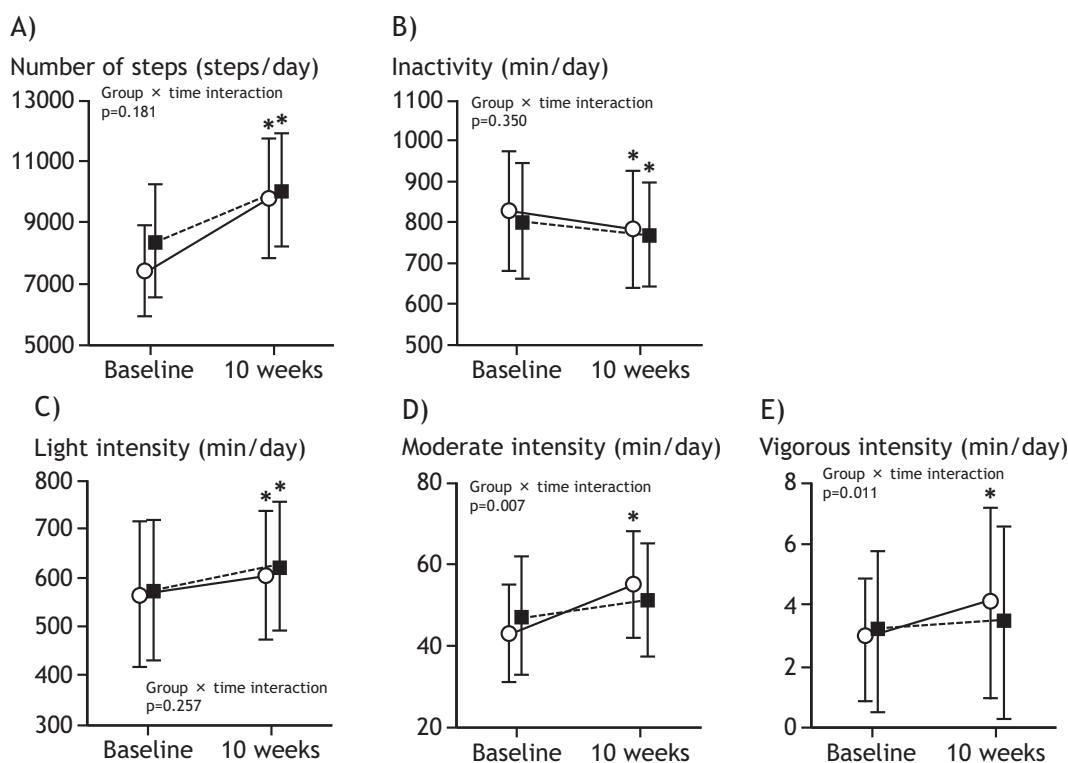 A)
Number of steps (steps/day)
Group × time interaction
p=0.181
13000
11000
9000
7000
5000
* *
Baseline 10 weeks
B)
Inactivity (min/day)
Group × time interaction
p=0.350
1100
1000
900
800
700
600
500
* *
Baseline 10 weeks
C)
Light intensity (min/day)
800
700
600
500
400
300
* *
Group × time interaction
p=0.257
Baseline 10 weeks
D)
Moderate intensity (min/day)
Group × time interaction
p=0.007
80
60
40
20
*
Baseline 10 weeks
E)
Vigorous intensity (min/day)
Group × time interaction
p=0.011
8
6
4
2
0
*
Baseline 10 weeks